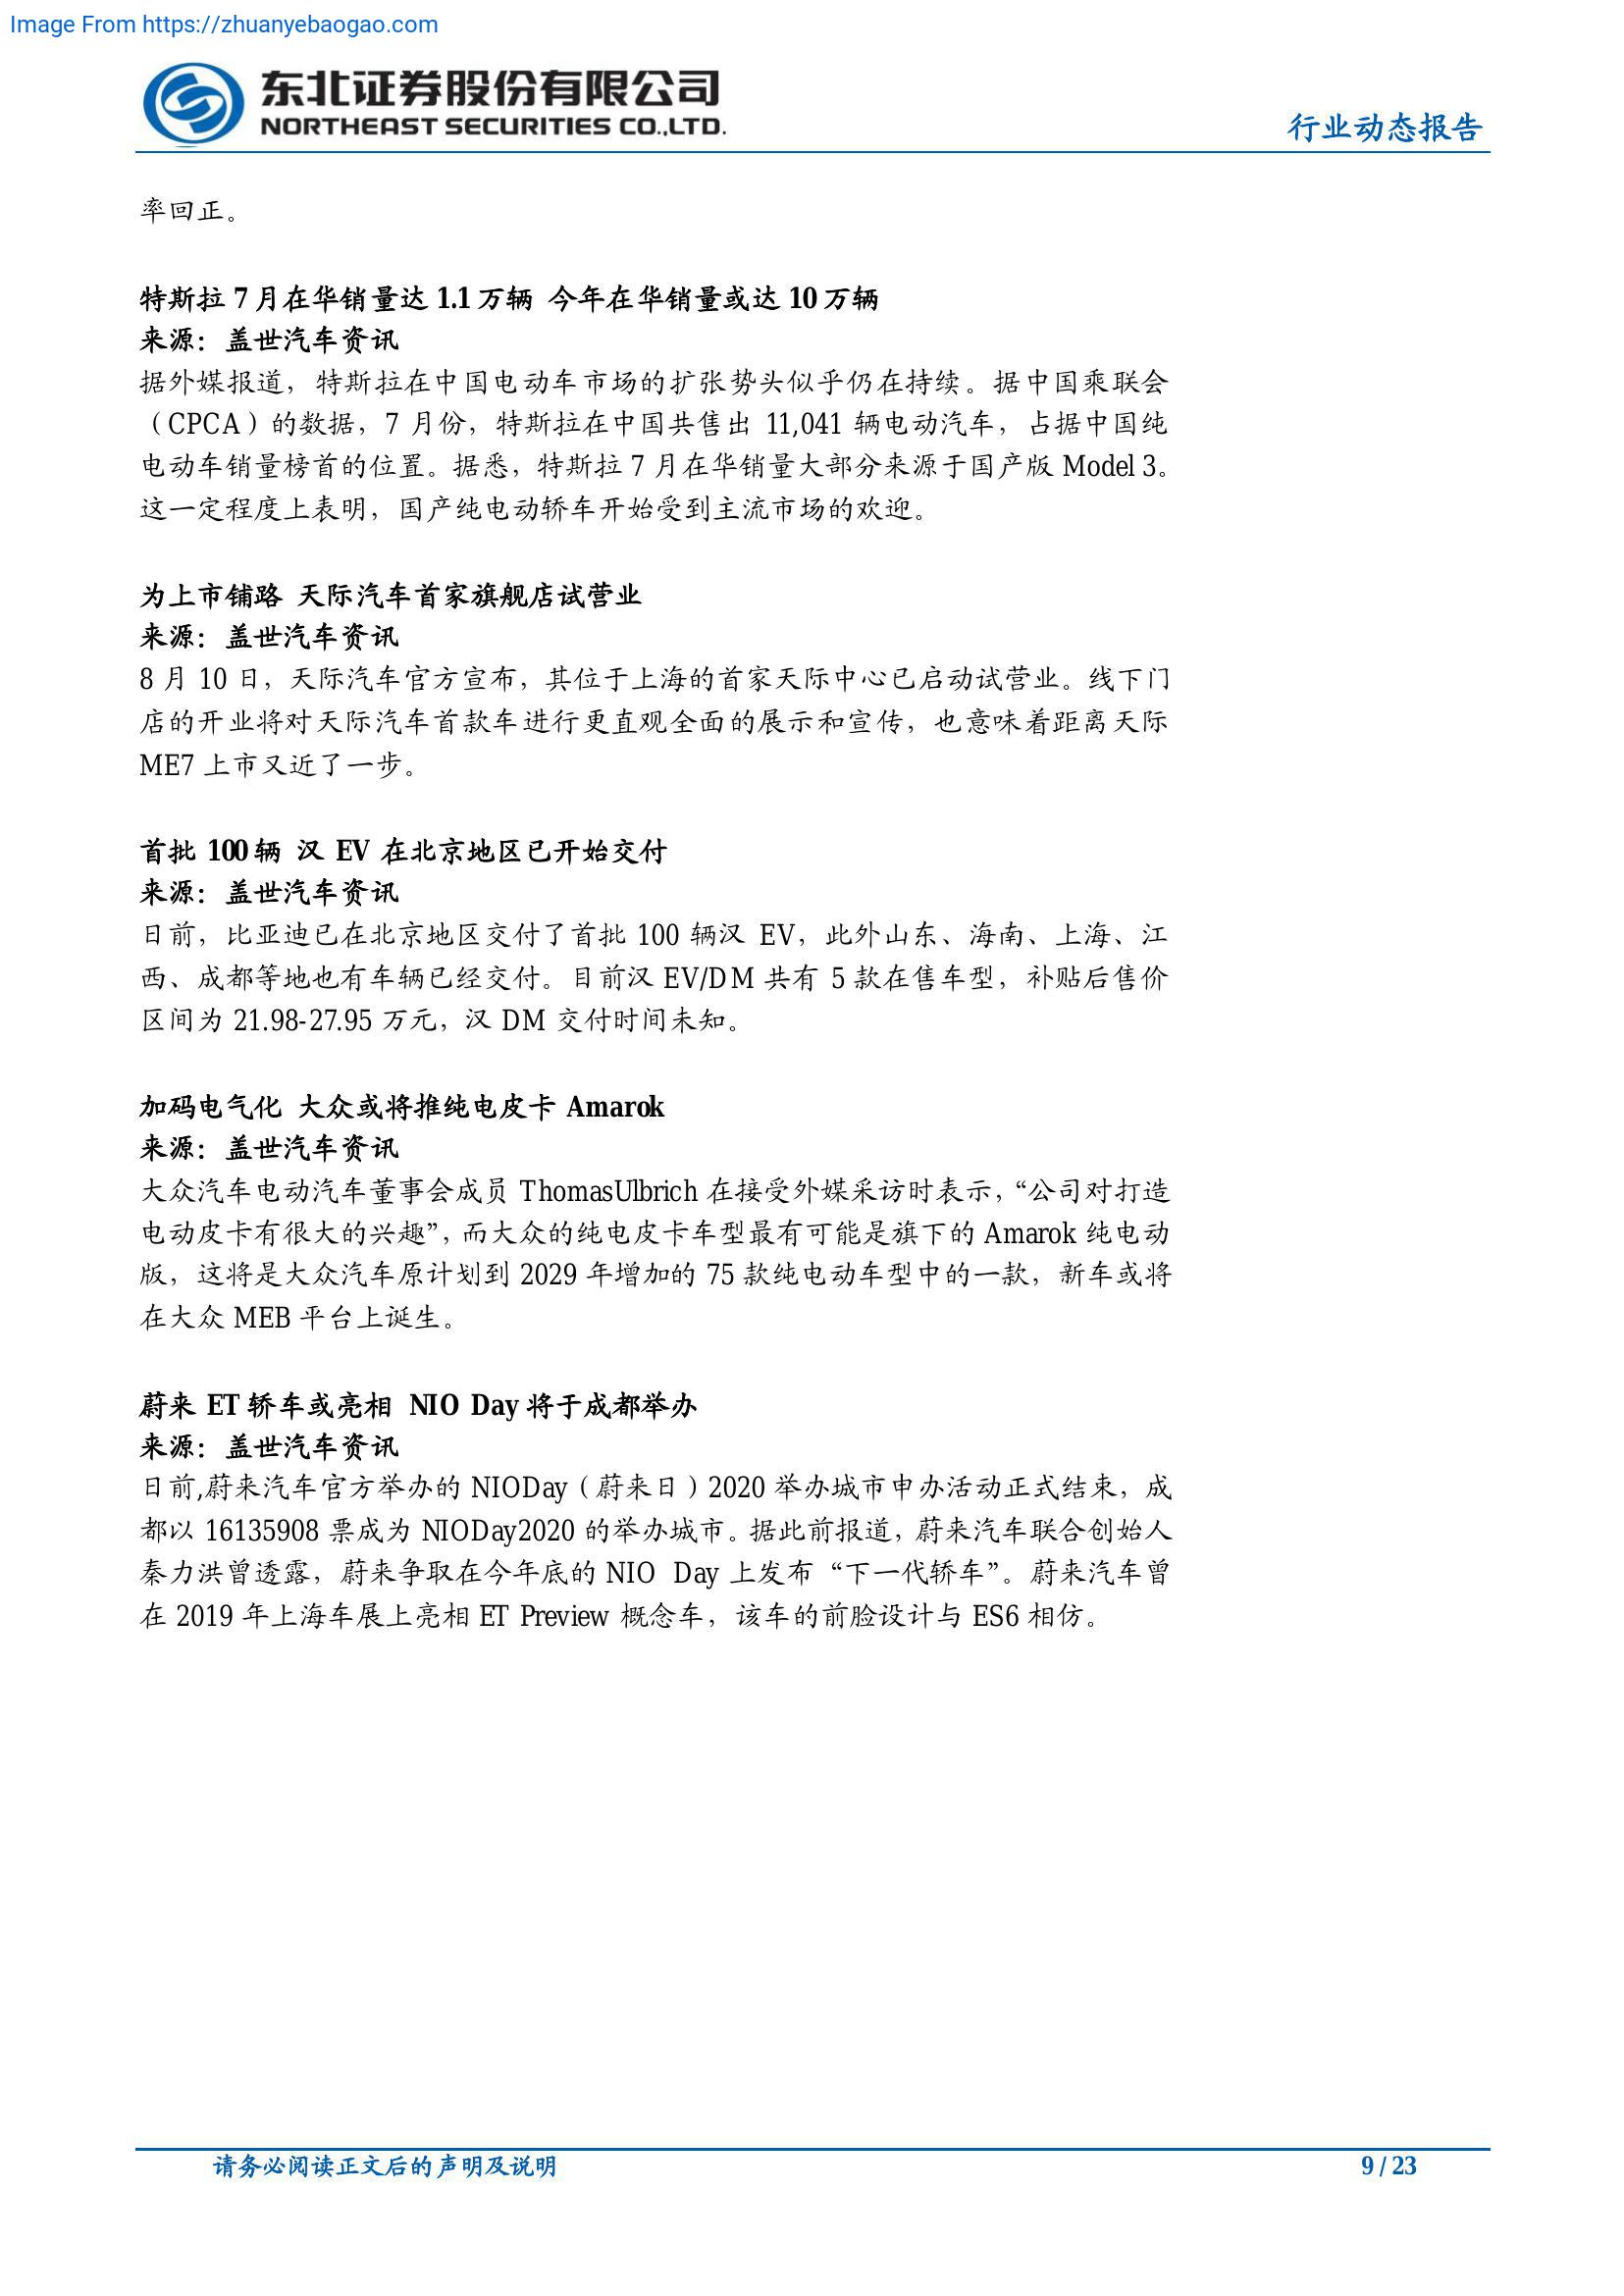 Image From https://zhuanyebaogao.com
东北证券股份有限公司
NORTHEAST SECURITIES CO.,LTD.
行业动态报告
率回正。
特斯拉 7 月在华销量达 1.1 万辆 今年在华销量或达 10 万辆
来源：盖世汽车资讯
据外媒报道，特斯拉在中国电动车市场的扩张势头似乎仍在持续。据中国乘联会
（CPCA）的数据，7 月份，特斯拉在中国共售出 11,041 辆电动汽车，占据中国纯
电动车销量榜首的位置。据悉，特斯拉 7 月在华销量大部分来源于国产版 Model 3。
这一定程度上表明，国产纯电动轿车开始受到主流市场的欢迎。
为上市铺路 天际汽车首家旗舰店试营业
来源：盖世汽车资讯
8 月 10 日，天际汽车官方宣布，其位于上海的首家天际中心已启动试营业。线下门
店的开业将对天际汽车首款车进行更直观全面的展示和宣传，也意味着距离天际
ME7 上市又近了一步。
首批 100 辆 汉 EV 在北京地区已开始交付
来源：盖世汽车资讯
日前，比亚迪已在北京地区交付了首批 100 辆汉 EV，此外山东、海南、上海、江
西、成都等地也有车辆已经交付。目前汉 EV/DM 共有 5 款在售车型，补贴后售价
区间为 21.98-27.95 万元，汉 DM 交付时间未知。
加码电气化 大众或将推纯电皮卡 Amarok
来源：盖世汽车资讯
大众汽车电动汽车董事会成员 ThomasUlbrich 在接受外媒采访时表示，“公司对打造
电动皮卡有很大的兴趣”，而大众的纯电皮卡车型最有可能是旗下的 Amarok 纯电动
版，这将是大众汽车原计划到 2029 年增加的 75 款纯电动车型中的一款，新车或将
在大众 MEB 平台上诞生。
蔚来 ET 轿车或亮相 NIO Day 将于成都举办
来源：盖世汽车资讯
日前,蔚来汽车官方举办的 NIODay（蔚来日）2020 举办城市申办活动正式结束，成
都以 16135908 票成为 NIODay2020 的举办城市。据此前报道，蔚来汽车联合创始人
秦力洪曾透露，蔚来争取在今年底的 NIO Day 上发布“下一代轿车”。蔚来汽车曾
在 2019 年上海车展上亮相 ET Preview 概念车，该车的前脸设计与 ES6 相仿。
请务必阅读正文后的声明及说明
9 / 23